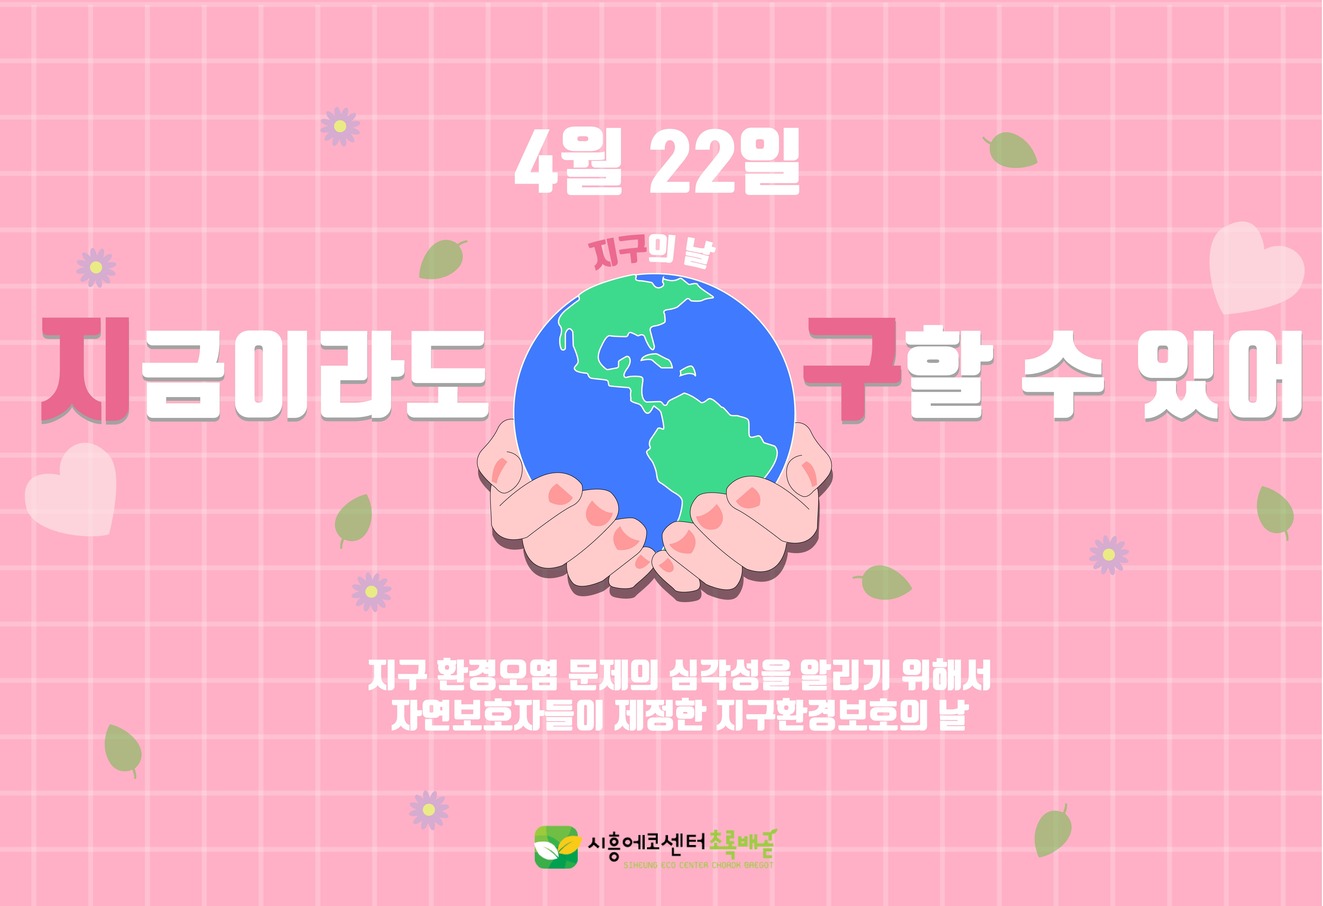 4월 22일
지구의 날
지금이라도 구할 수 있어
지구 환경오염 문제의 심각성을 알리기 위해서
자연보호자들이 제정한 지구환경보호의 날
시흥에코센터 초록배곧
SIHEUNG ECO CENTER CHOROK BAEGOT